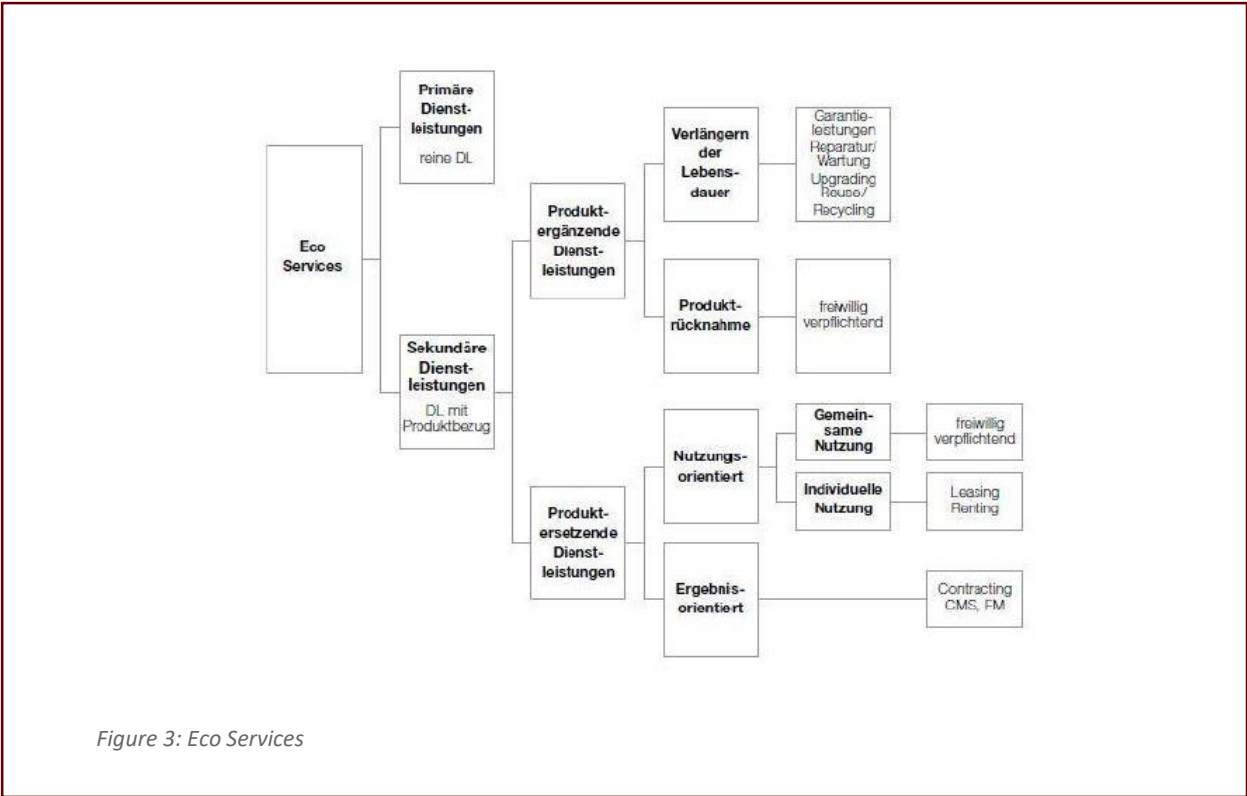 Eco
Services
Primäre
Dienst-
leistungen
reine DL
Sekundäre
Dienst-
leistungen
DL mit
Produktbezug
Produkt-
ergänzende
Dienst-
leistungen
Verlängern
der
Lebens-
dauer
Garantie-
leistungen
Reparatur/
Wartung
Upgrading
Reuse/
Recycling
Produkt-
rücknahme
freiwillig
verpflichtend
Produkt-
ersetzende
Dienst-
leistungen
Nutzungs-
orientiert
Gemein-
same
Nutzung
freiwillig
verpflichtend
Individuelle
Nutzung
Leasing
Renting
Ergebnis-
orientiert
Contracting
CMS, FM
Figure 3: Eco Services